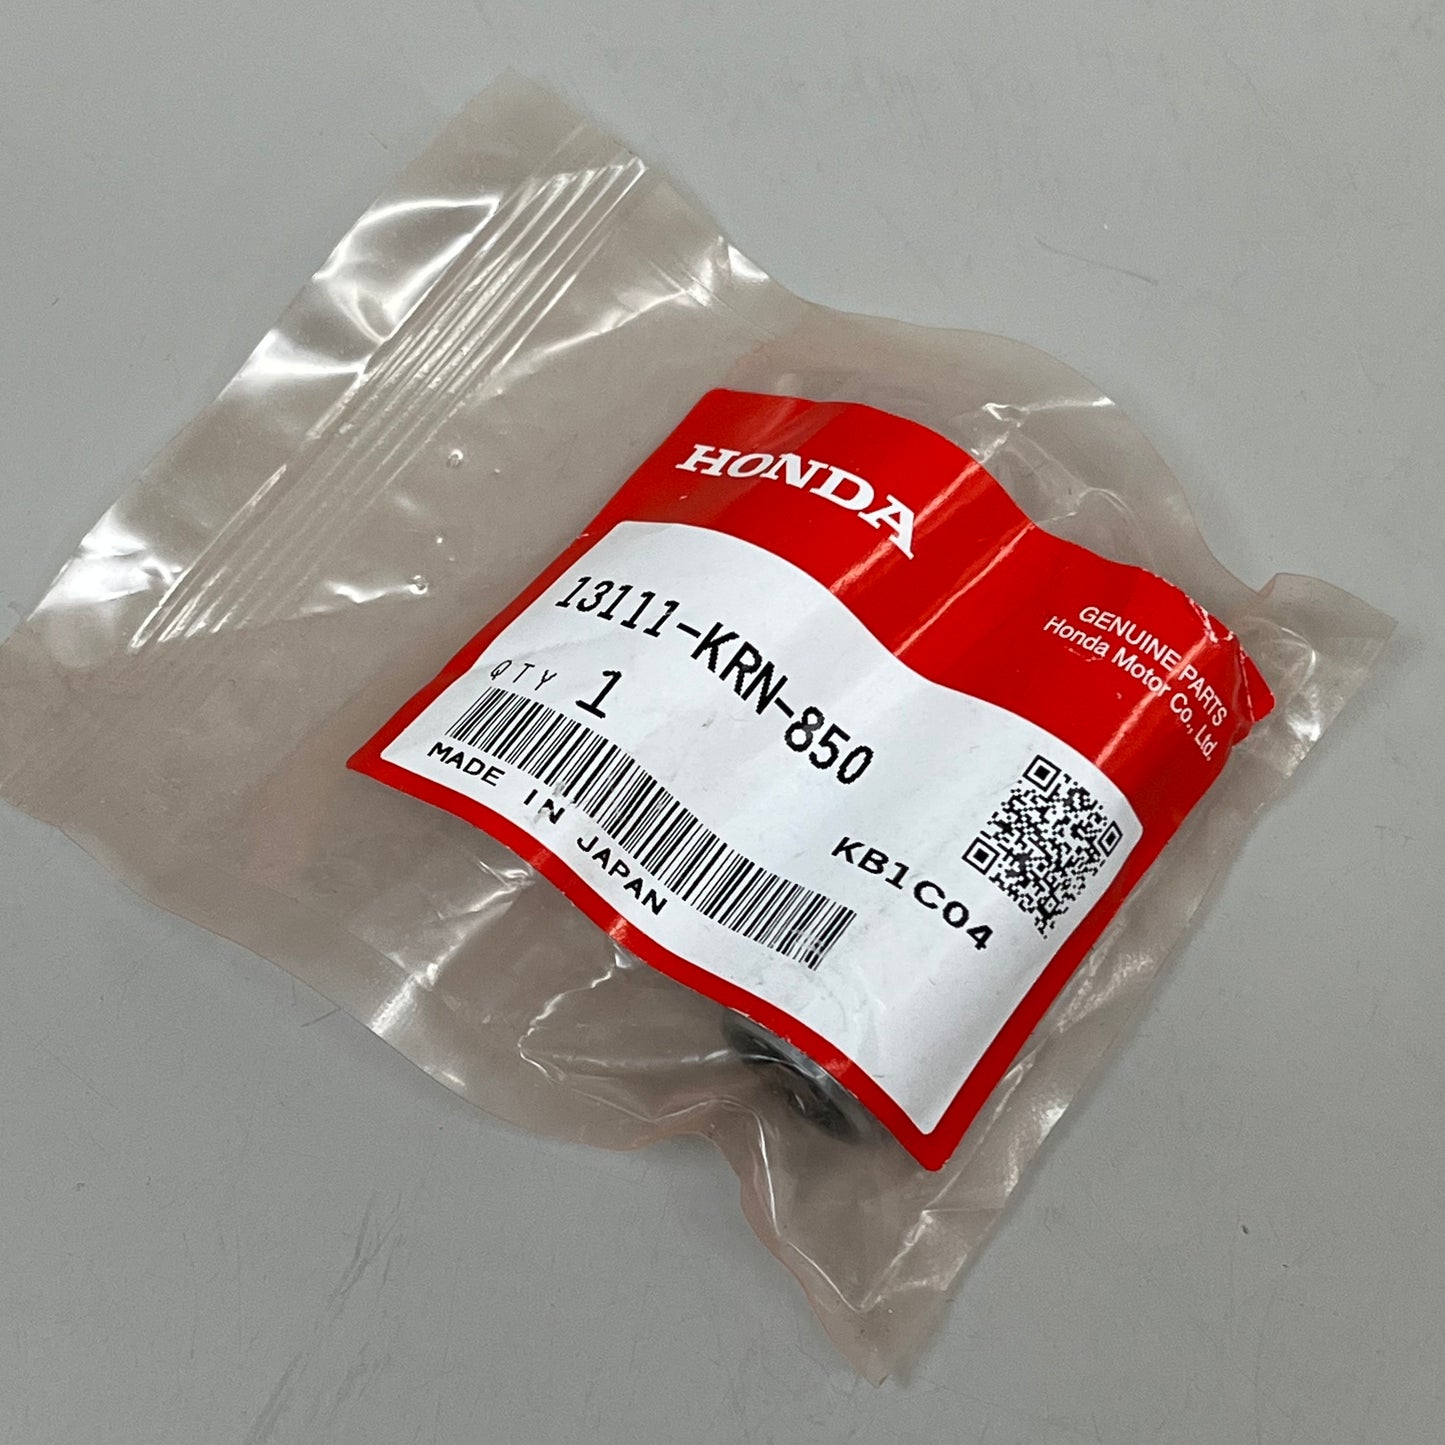 HONDA
GENUINE PARTS
Honda Motor Co., Ltd.
13111-KRN-850
QTY 1
MADE IN JAPAN
KB1C04